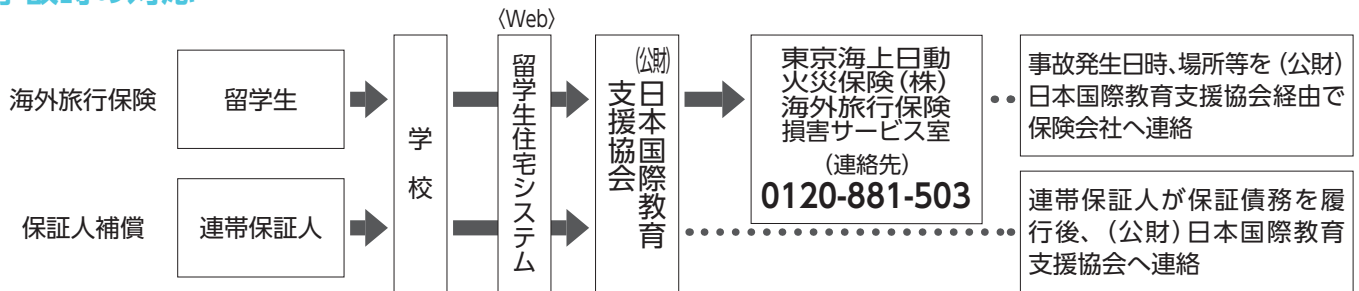 〈Web〉
海外旅行保険
留学生
学校
留学生住宅システム
(公財)
日本国際教育
支援協会
東京海上日動
火災保険(株)
海外旅行保険
損害サービス室
(連絡先)
0120-881-503
事故発生日時、場所等を(公財)
日本国際教育支援協会経由で
保険会社へ連絡
保証人補償
連帯保証人
連帯保証人が保証債務を履
行後、(公財)日本国際教育
支援協会へ連絡